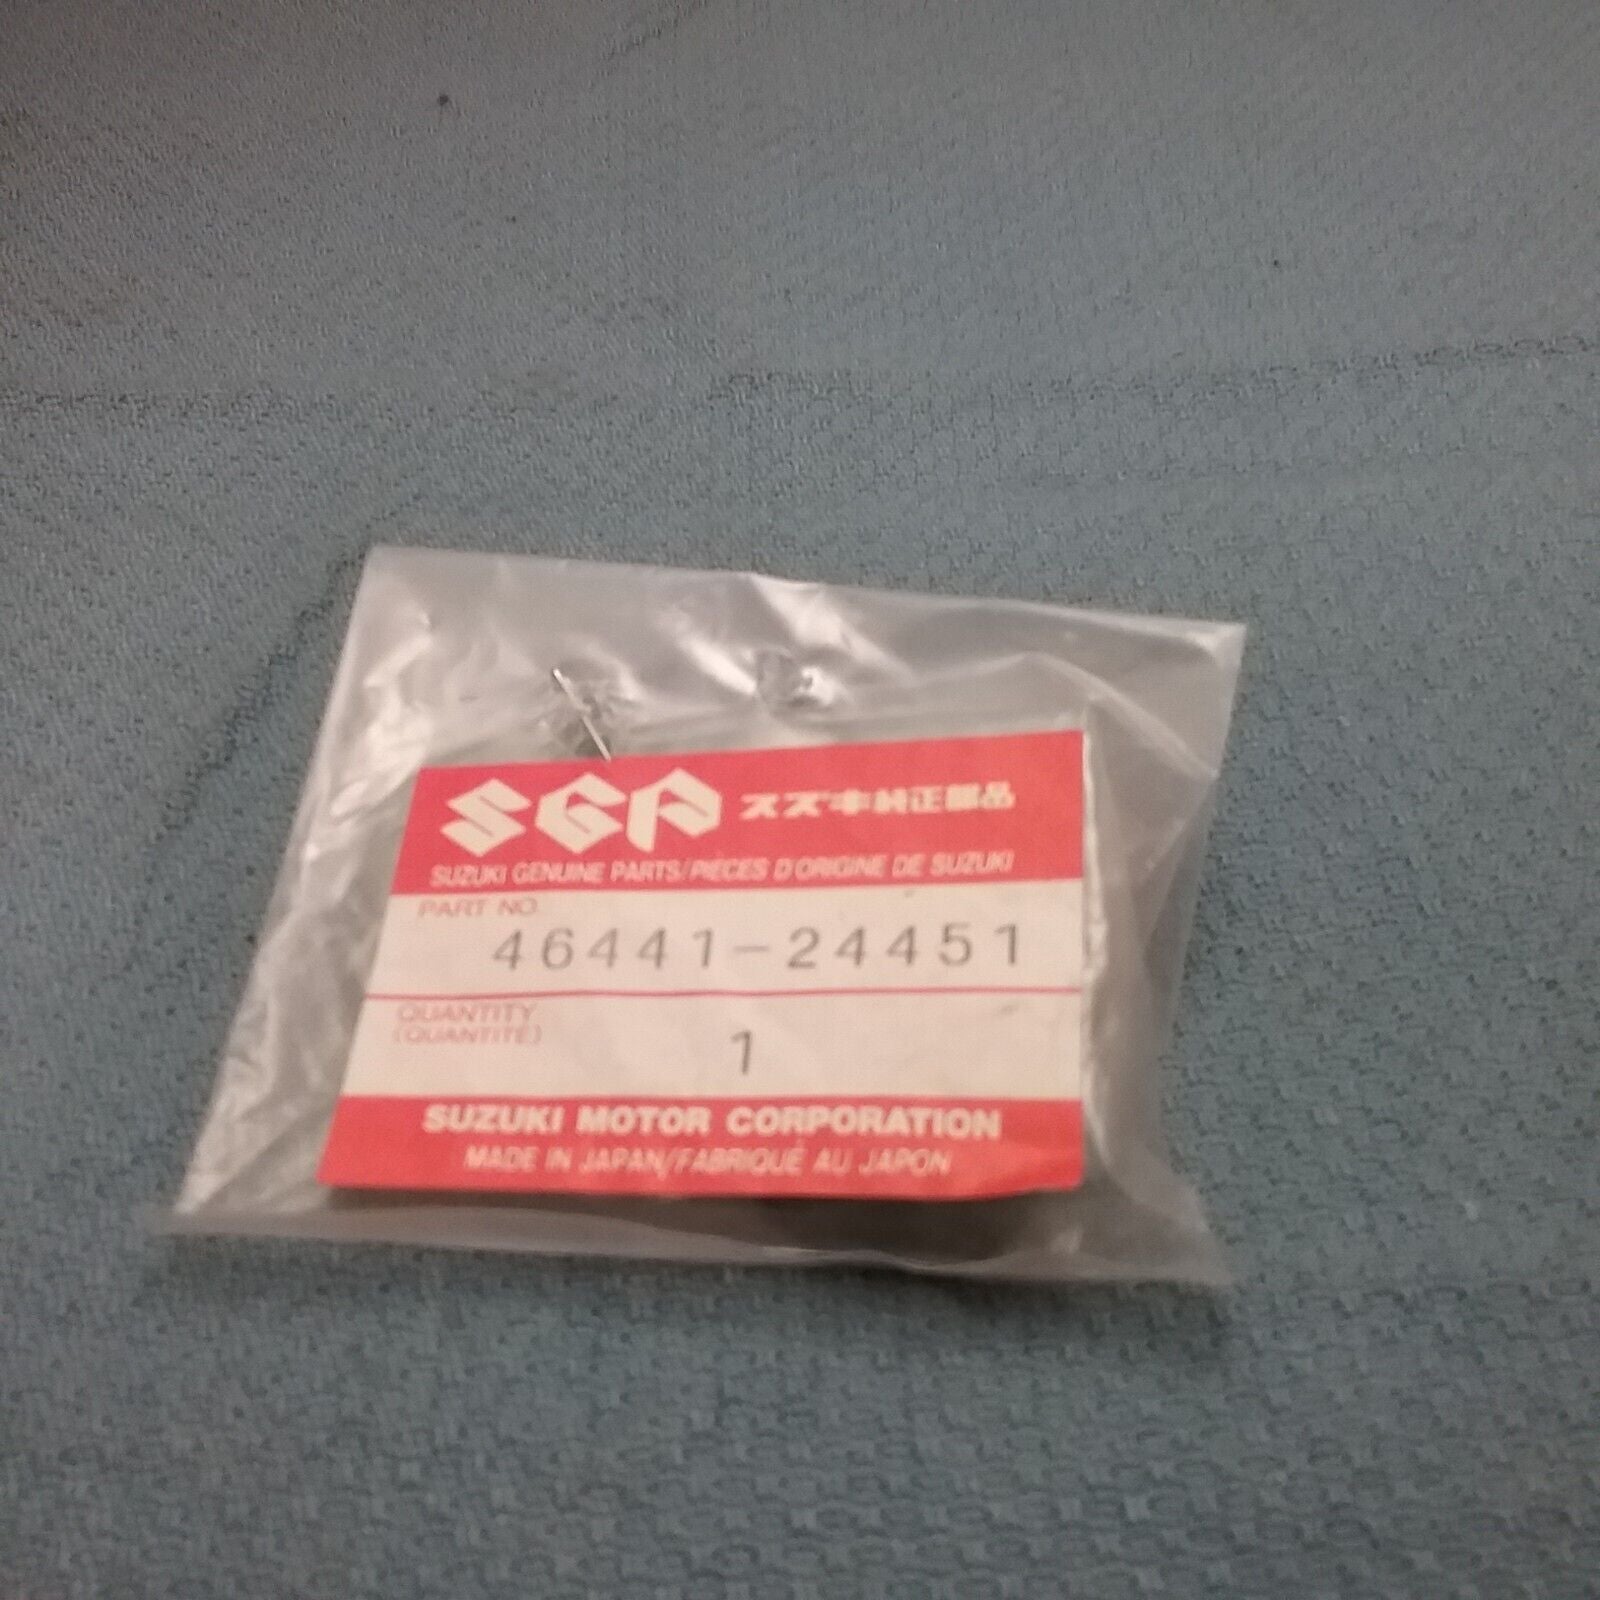 SGP スズキ純正部品
SUZUKI GENUINE PARTS/PIÈCES D'ORIGINE DE SUZUKI
PART NO.
46441-24451
QUANTITY
(QUANTITÉ)
1
SUZUKI MOTOR CORPORATION
MADE IN JAPAN/FABRIQUÉ AU JAPON